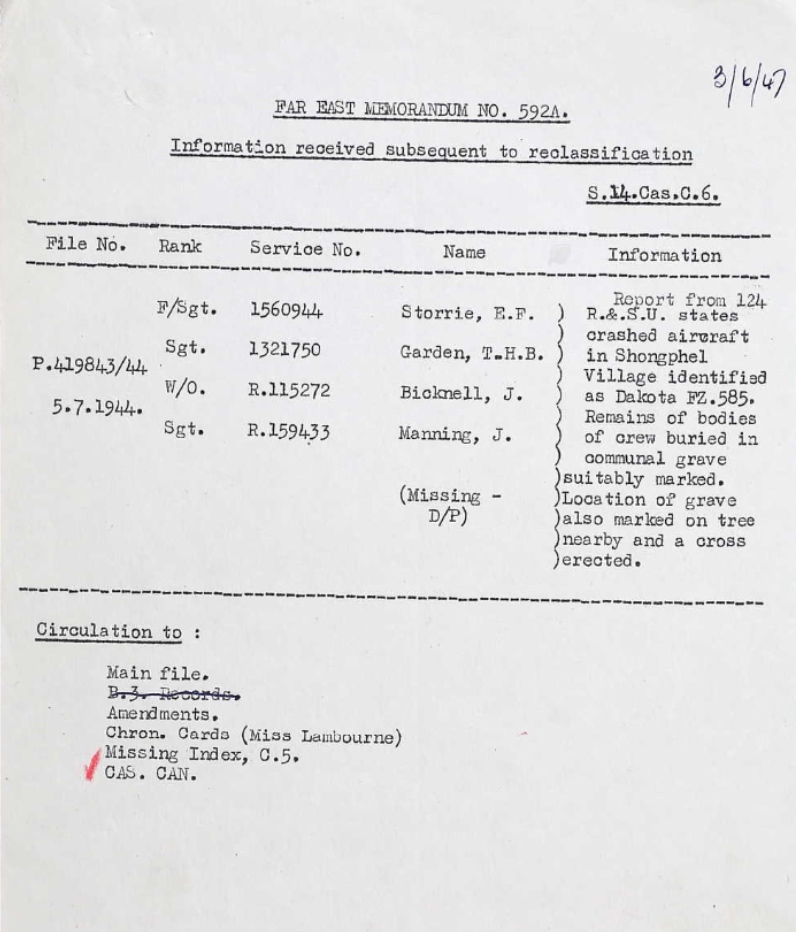 3/6/47
FAR EAST MEMORANDUM NO. 592A.
Information received subsequent to reclassification
S.14.Cas.C.6.
File No. Rank Service No. Name Information
P.419843/44
5.7.1944.
F/Sgt. 1560944 Storrie, E.F. )
Sgt. 1321750 Garden, T.H.B. )
W/O. R.115272 Bicknell, J. )
Sgt. R.159433 Manning, J. )
(Missing -
D/P)
Report from 124
R.&.S.U. states
crashed aircraft
in Shongphel
Village identified
as Dakota FZ.585.
Remains of bodies
of crew buried in
communal grave
)suitably marked.
)Location of grave
)also marked on tree
)nearby and a cross
)erected.
Circulation to :
Main file.
B.3. Records.
Amendments.
Chron. Cards (Miss Lambourne)
Missing Index, C.5.
CAS. CAN.